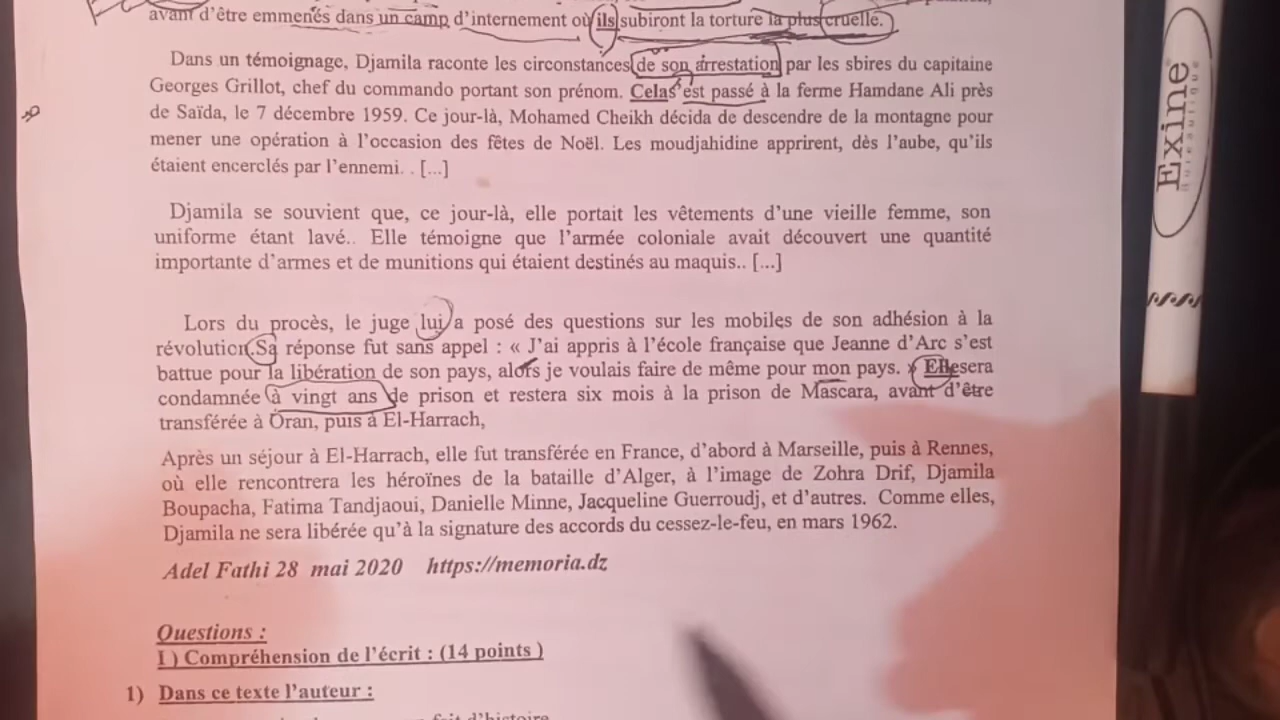 avant d'être emmenés dans un camp d'internement où ils subiront la torture la plus cruelle.
Dans un témoignage, Djamila raconte les circonstances de son arrestation par les sbires du capitaine
Georges Grillot, chef du commando portant son prénom. Celas'est passé à la ferme Hamdane Ali près
de Saïda, le 7 décembre 1959. Ce jour-là, Mohamed Cheikh décida de descendre de la montagne pour
mener une opération à l'occasion des fêtes de Noël. Les moudjahidine apprirent, dès l'aube, qu'ils
étaient encerclés par l'ennemi. . [...]
Djamila se souvient que, ce jour-là, elle portait les vêtements d'une vieille femme, son
uniforme étant lavé.. Elle témoigne que l'armée coloniale avait découvert une quantité
importante d'armes et de munitions qui étaient destinés au maquis.. [...]
Lors du procès, le juge lui a posé des questions sur les mobiles de son adhésion à la
révolution. Sa réponse fut sans appel : « J'ai appris à l'école française que Jeanne d'Arc s'est
battue pour la libération de son pays, alors je voulais faire de même pour mon pays. » Ellesera
condamnée à vingt ans de prison et restera six mois à la prison de Mascara, avant d'être
transférée à Oran, puis à El-Harrach,
Après un séjour à El-Harrach, elle fut transférée en France, d'abord à Marseille, puis à Rennes,
où elle rencontrera les héroïnes de la bataille d'Alger, à l'image de Zohra Drif, Djamila
Boupacha, Fatima Tandjaoui, Danielle Minne, Jacqueline Guerroudj, et d'autres. Comme elles,
Djamila ne sera libérée qu'à la signature des accords du cessez-le-feu, en mars 1962.
Adel Fathi 28 mai 2020 https://memoria.dz
Questions :
I ) Compréhension de l'écrit : (14 points )
1) Dans ce texte l'auteur :
fait d'histoire
Exine
Bureautique